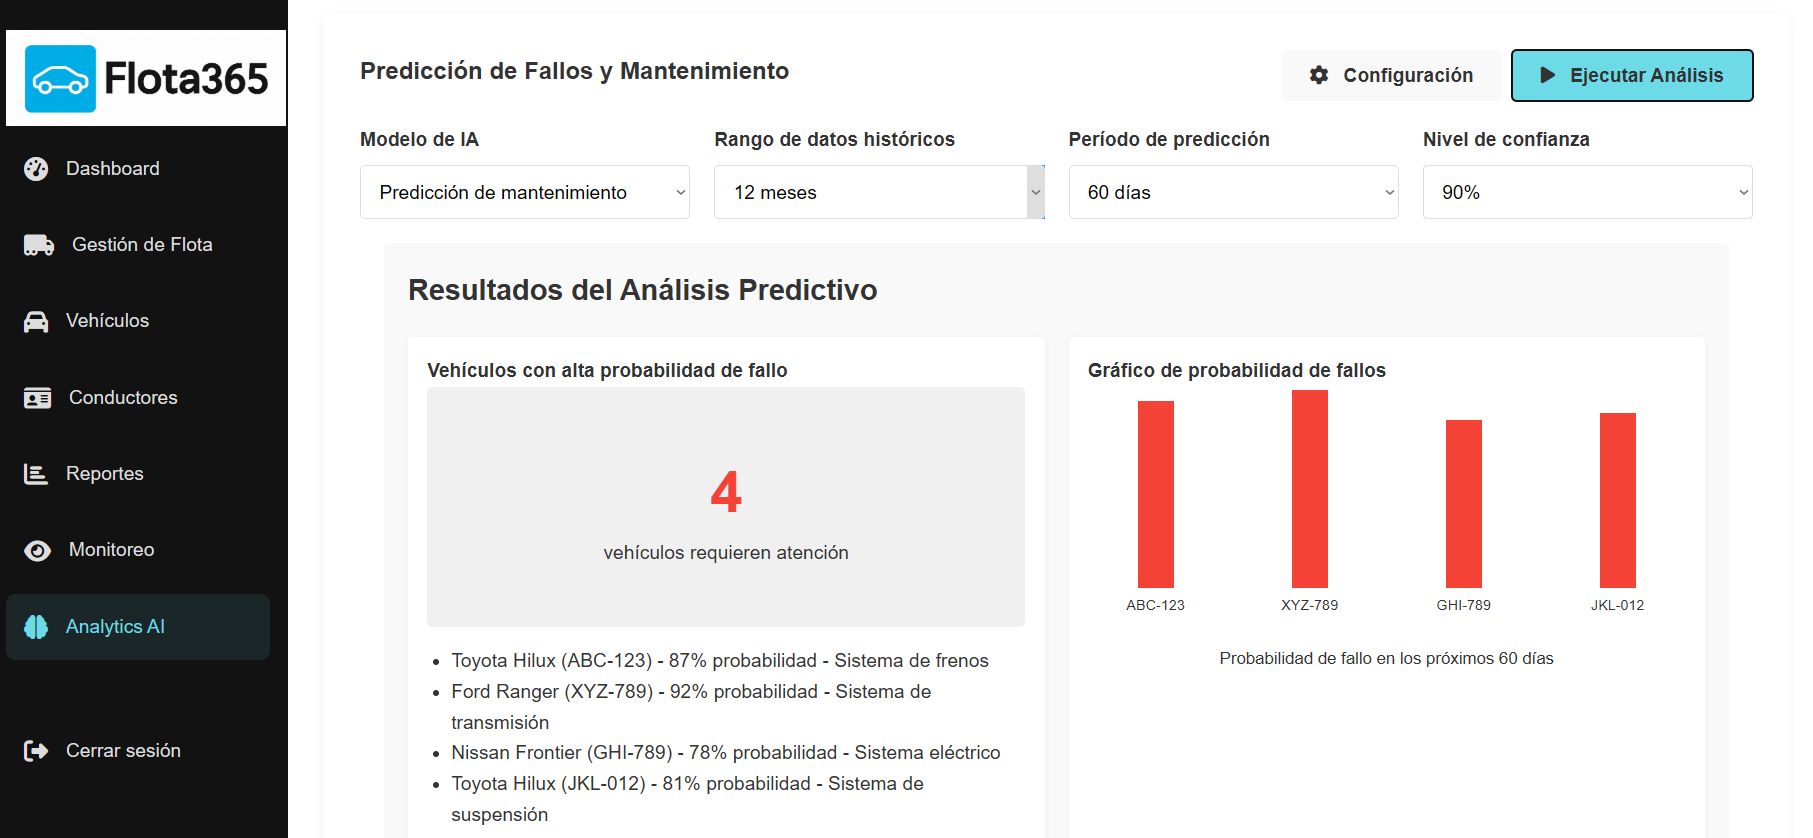 Flota365
Dashboard
Gestión de Flota
Vehículos
Conductores
Reportes
Monitoreo
Analytics AI
Cerrar sesión
Predicción de Fallos y Mantenimiento
Configuración
Ejecutar Análisis
Modelo de IA
Rango de datos históricos
Período de predicción
Nivel de confianza
Predicción de mantenimiento
12 meses
60 días
90%
Resultados del Análisis Predictivo
Vehículos con alta probabilidad de fallo
4
vehículos requieren atención
Toyota Hilux (ABC-123) - 87% probabilidad - Sistema de frenos
Ford Ranger (XYZ-789) - 92% probabilidad - Sistema de
transmisión
Nissan Frontier (GHI-789) - 78% probabilidad - Sistema eléctrico
Toyota Hilux (JKL-012) - 81% probabilidad - Sistema de
suspensión
Gráfico de probabilidad de fallos
ABC-123
XYZ-789
GHI-789
JKL-012
Probabilidad de fallo en los próximos 60 días